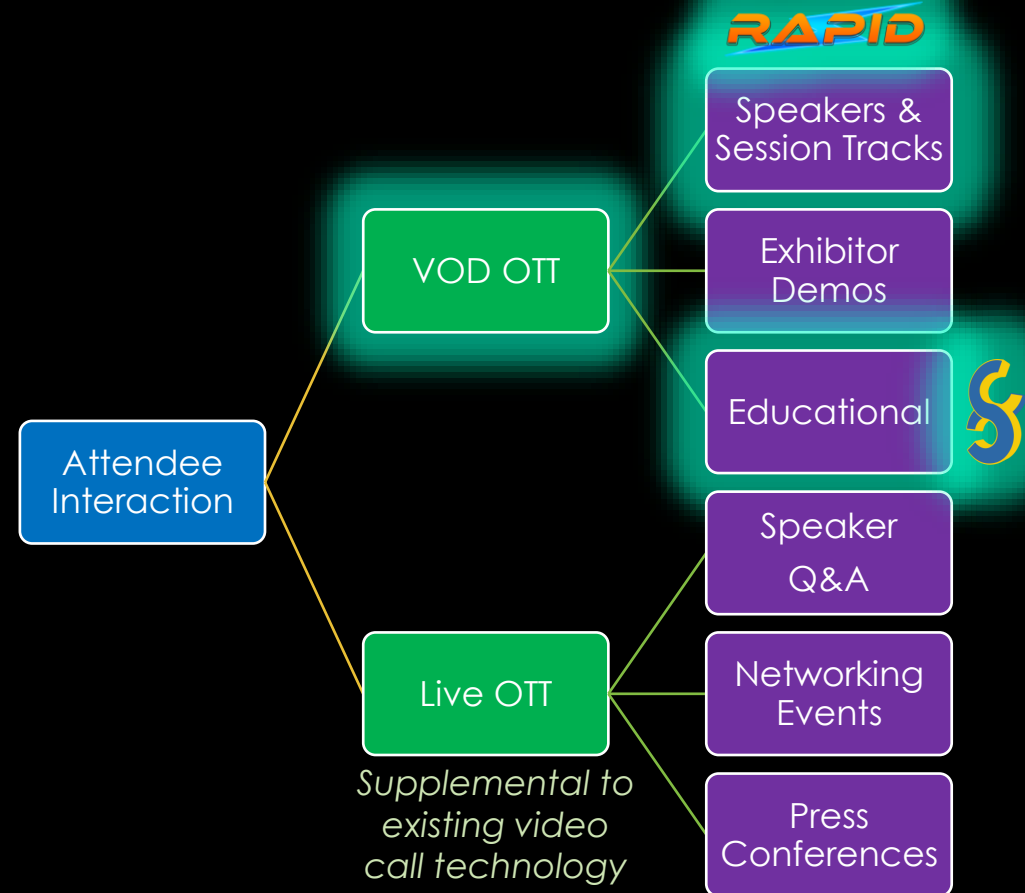 RAPID
Speakers &
Session Tracks
VOD OTT
Exhibitor
Demos
Educational
Attendee
Interaction
Speaker
Q&A
Live OTT
Networking
Events
Supplemental to
existing video
call technology
Press
Conferences